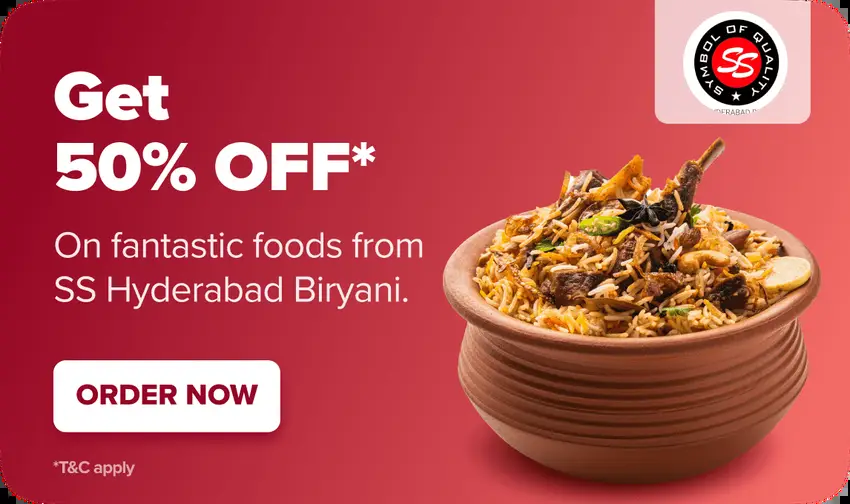 SYMBOL OF QUALITY
SS
Get
50% OFF*
On fantastic foods from
SS Hyderabad Biryani.
ORDER NOW
*T&C apply